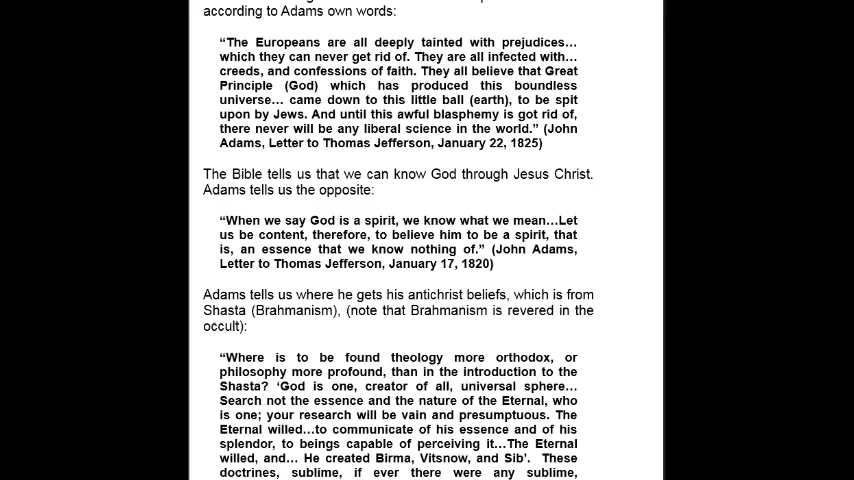 according to Adams own words:
“The Europeans are all deeply tainted with prejudices…
which they can never get rid of. They are all infected with…
creeds, and confessions of faith. They all believe that Great
Principle (God) which has produced this boundless
universe… came down to this little ball (earth), to be spit
upon by Jews. And until this awful blasphemy is got rid of,
there never will be any liberal science in the world.” (John
Adams, Letter to Thomas Jefferson, January 22, 1825)
The Bible tells us that we can know God through Jesus Christ.
Adams tells us the opposite:
“When we say God is a spirit, we know what we mean…Let
us be content, therefore, to believe him to be a spirit, that
is, an essence that we know nothing of.” (John Adams,
Letter to Thomas Jefferson, January 17, 1820)
Adams tells us where he gets his antichrist beliefs, which is from
Shasta (Brahmanism), (note that Brahmanism is revered in the
occult):
“Where is to be found theology more orthodox, or
philosophy more profound, than in the introduction to the
Shasta? ‘God is one, creator of all, universal sphere…
Search not the essence and the nature of the Eternal, who
is one; your research will be vain and presumptuous. The
Eternal willed…to communicate of his essence and of his
splendor, to beings capable of perceiving it…The Eternal
willed, and… He created Birma, Vitsnow, and Sib’. These
doctrines, sublime, if ever there were any sublime,